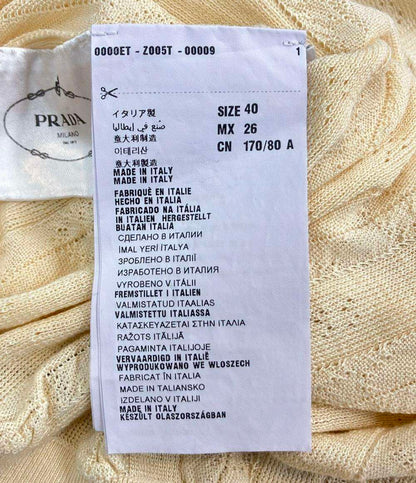 0000ET - Z005T - 00009 1
PRADA
MILANO
イタリア製
صُنع في إيطاليا
意大利制造
이태리산
義大利製造
MADE IN ITALY
MADE IN ITALY
SIZE 40
MX 26
CN 170/80 A
FABRIQUÉ EN ITALIE
HECHO EN ITALIA
FABRICADO NA ITÁLIA
IN ITALIEN HERGESTELLT
BUATAN ITALIA
СДЕЛАНО В ИТАЛИИ
İMAL YERİ İTALYA
ЗРОБЛЕНО В ІТАЛІЇ
ИЗРАБОТЕНО В ИТАЛИЯ
VYROBENO V ITÁLII
FREMSTILLET I ITALIEN
VALMISTATUD ITAALIAS
VALMISTETTU ITALIASSA
ΚΑΤΑΣΚΕΥΑΖΕΤΑΙ ΣΤΗΝ ΙΤΑΛΙΑ
RAŽOTS ITĀLIJĀ
PAGAMINTA ITALIJOJE
VERVAARDIGD IN ITALIË
WYPRODUKOWANO WE WLOSZECH
FABRICAT ÎN ITALIA
MADE IN TALIANSKO
IZDELANO V ITALIJI
MADE IN ITALY
KÉSZÜLT OLASZORSZÁGBAN